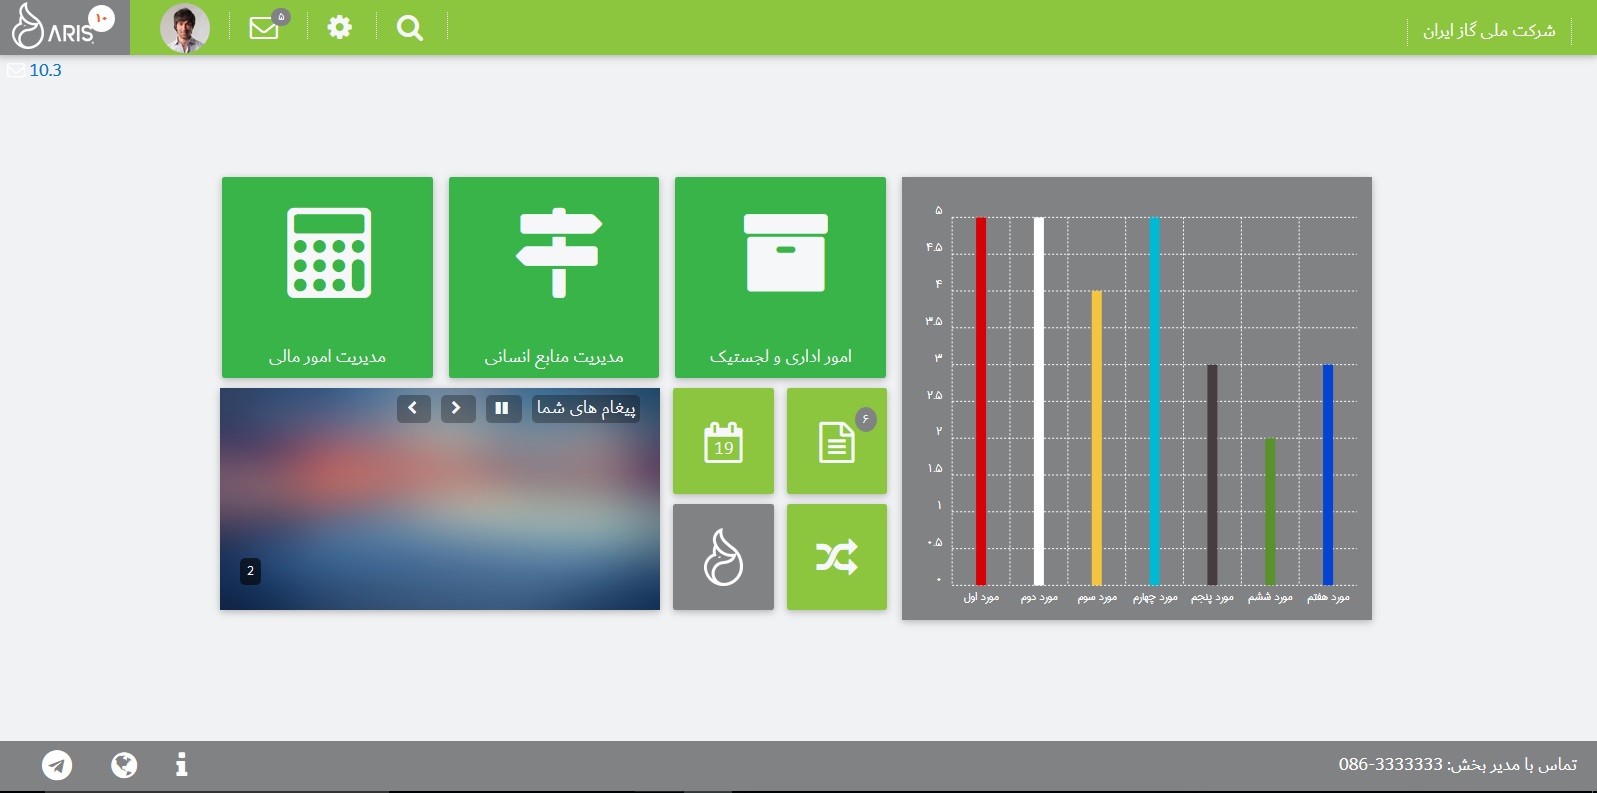 ARIS
۱۰
۵
شرکت ملی گاز ایران
10.3
مدیریت امور مالی
مدیریت منابع انسانی
امور اداری و لجستیک
پیغام های شما
2
19
۶
۵
۴.۵
۴
۳.۵
۳
۲.۵
۲
۱.۵
۱
۰.۵
۰
مورد اول
مورد دوم
مورد سوم
مورد چهارم
مورد پنجم
مورد ششم
مورد هفتم
تماس با مدیر بخش: 3333333-086